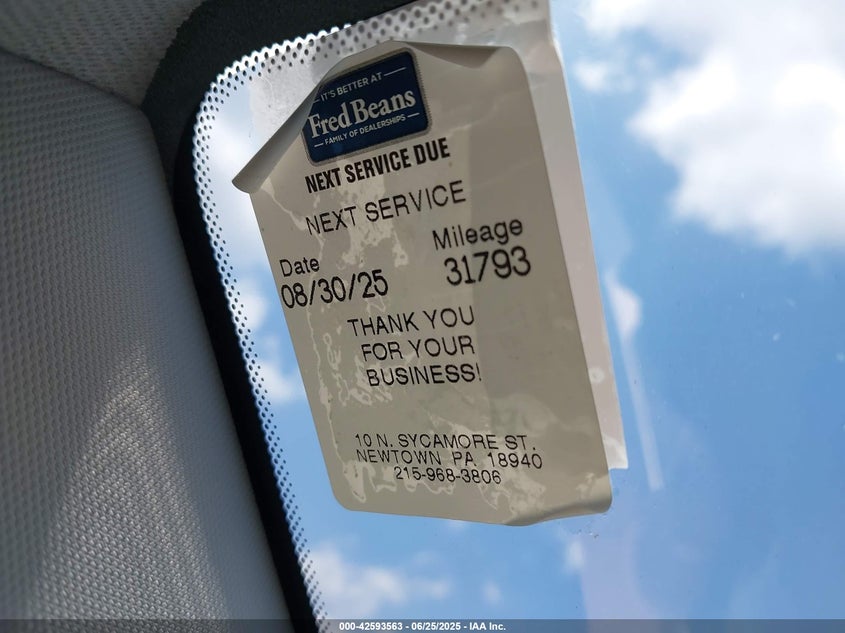 IT'S BETTER AT
Fred Beans
FAMILY OF DEALERSHIPS
NEXT SERVICE DUE
NEXT SERVICE
Date Mileage
08/30/25 31793
THANK YOU
FOR YOUR
BUSINESS!
10 N. SYCAMORE ST.
NEWTOWN PA 18940
215-968-3806
000-42593563 - 06/25/2025 - IAA Inc.